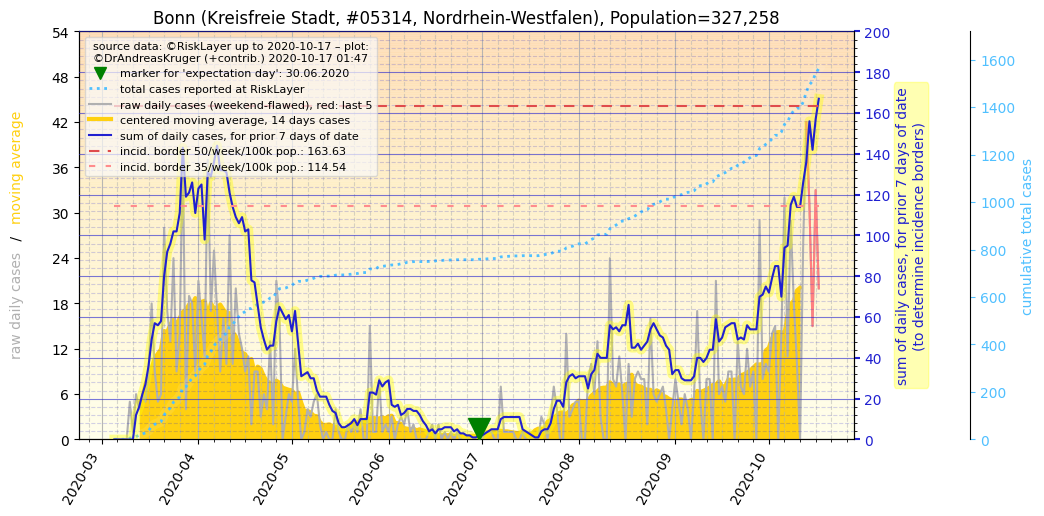 Bonn (Kreisfreie Stadt, #05314, Nordrhein-Westfalen), Population=327,258
source data: ©RiskLayer up to 2020-10-17 – plot:
©DrAndreasKruger (+contrib.) 2020-10-17 01:47
marker for 'expectation day': 30.06.2020
total cases reported at RiskLayer
raw daily cases (weekend-flawed), red: last 5
centered moving average, 14 days cases
sum of daily cases, for prior 7 days of date
incid. border 50/week/100k pop.: 163.63
incid. border 35/week/100k pop.: 114.54
raw daily cases / moving average
54
48
42
36
30
24
18
12
6
0
2020-03
2020-04
2020-05
2020-06
2020-07
2020-08
2020-09
2020-10
200
180
160
140
120
100
80
60
40
20
0
sum of daily cases, for prior 7 days of date
(to determine incidence borders)
1600
1400
1200
1000
800
600
400
200
0
cumulative total cases